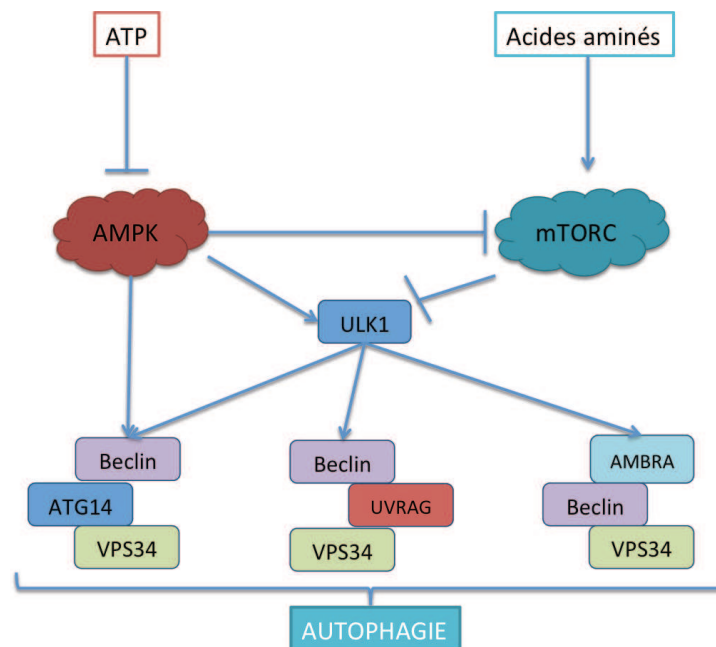 ATP
Acides aminés
AMPK
mTORC
ULK1
Beclin
ATG14
VPS34
Beclin
UVRAG
VPS34
AMBRA
Beclin
VPS34
AUTOPHAGIE